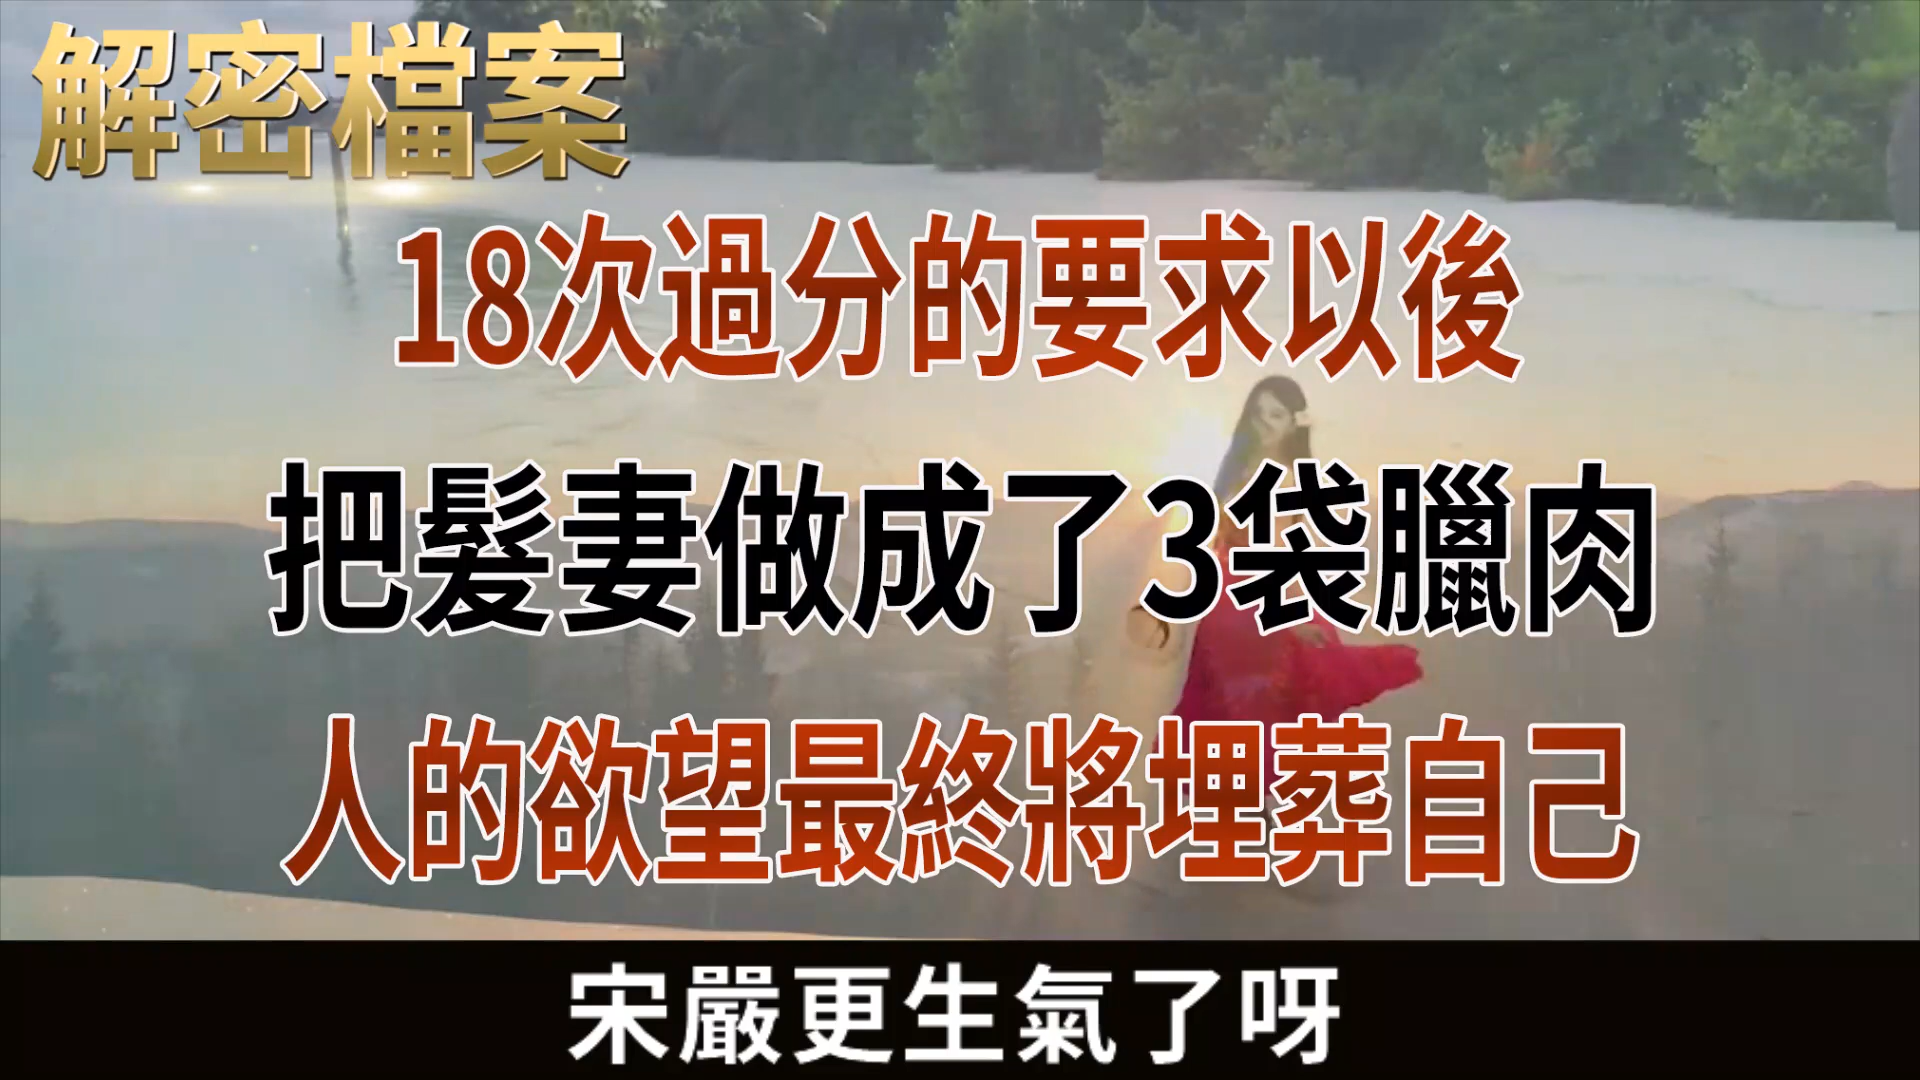 解密檔案
18次過分的要求以後
把髮妻做成了3袋臘肉
人的欲望最終將埋葬自己
宋嚴更生氣了呀